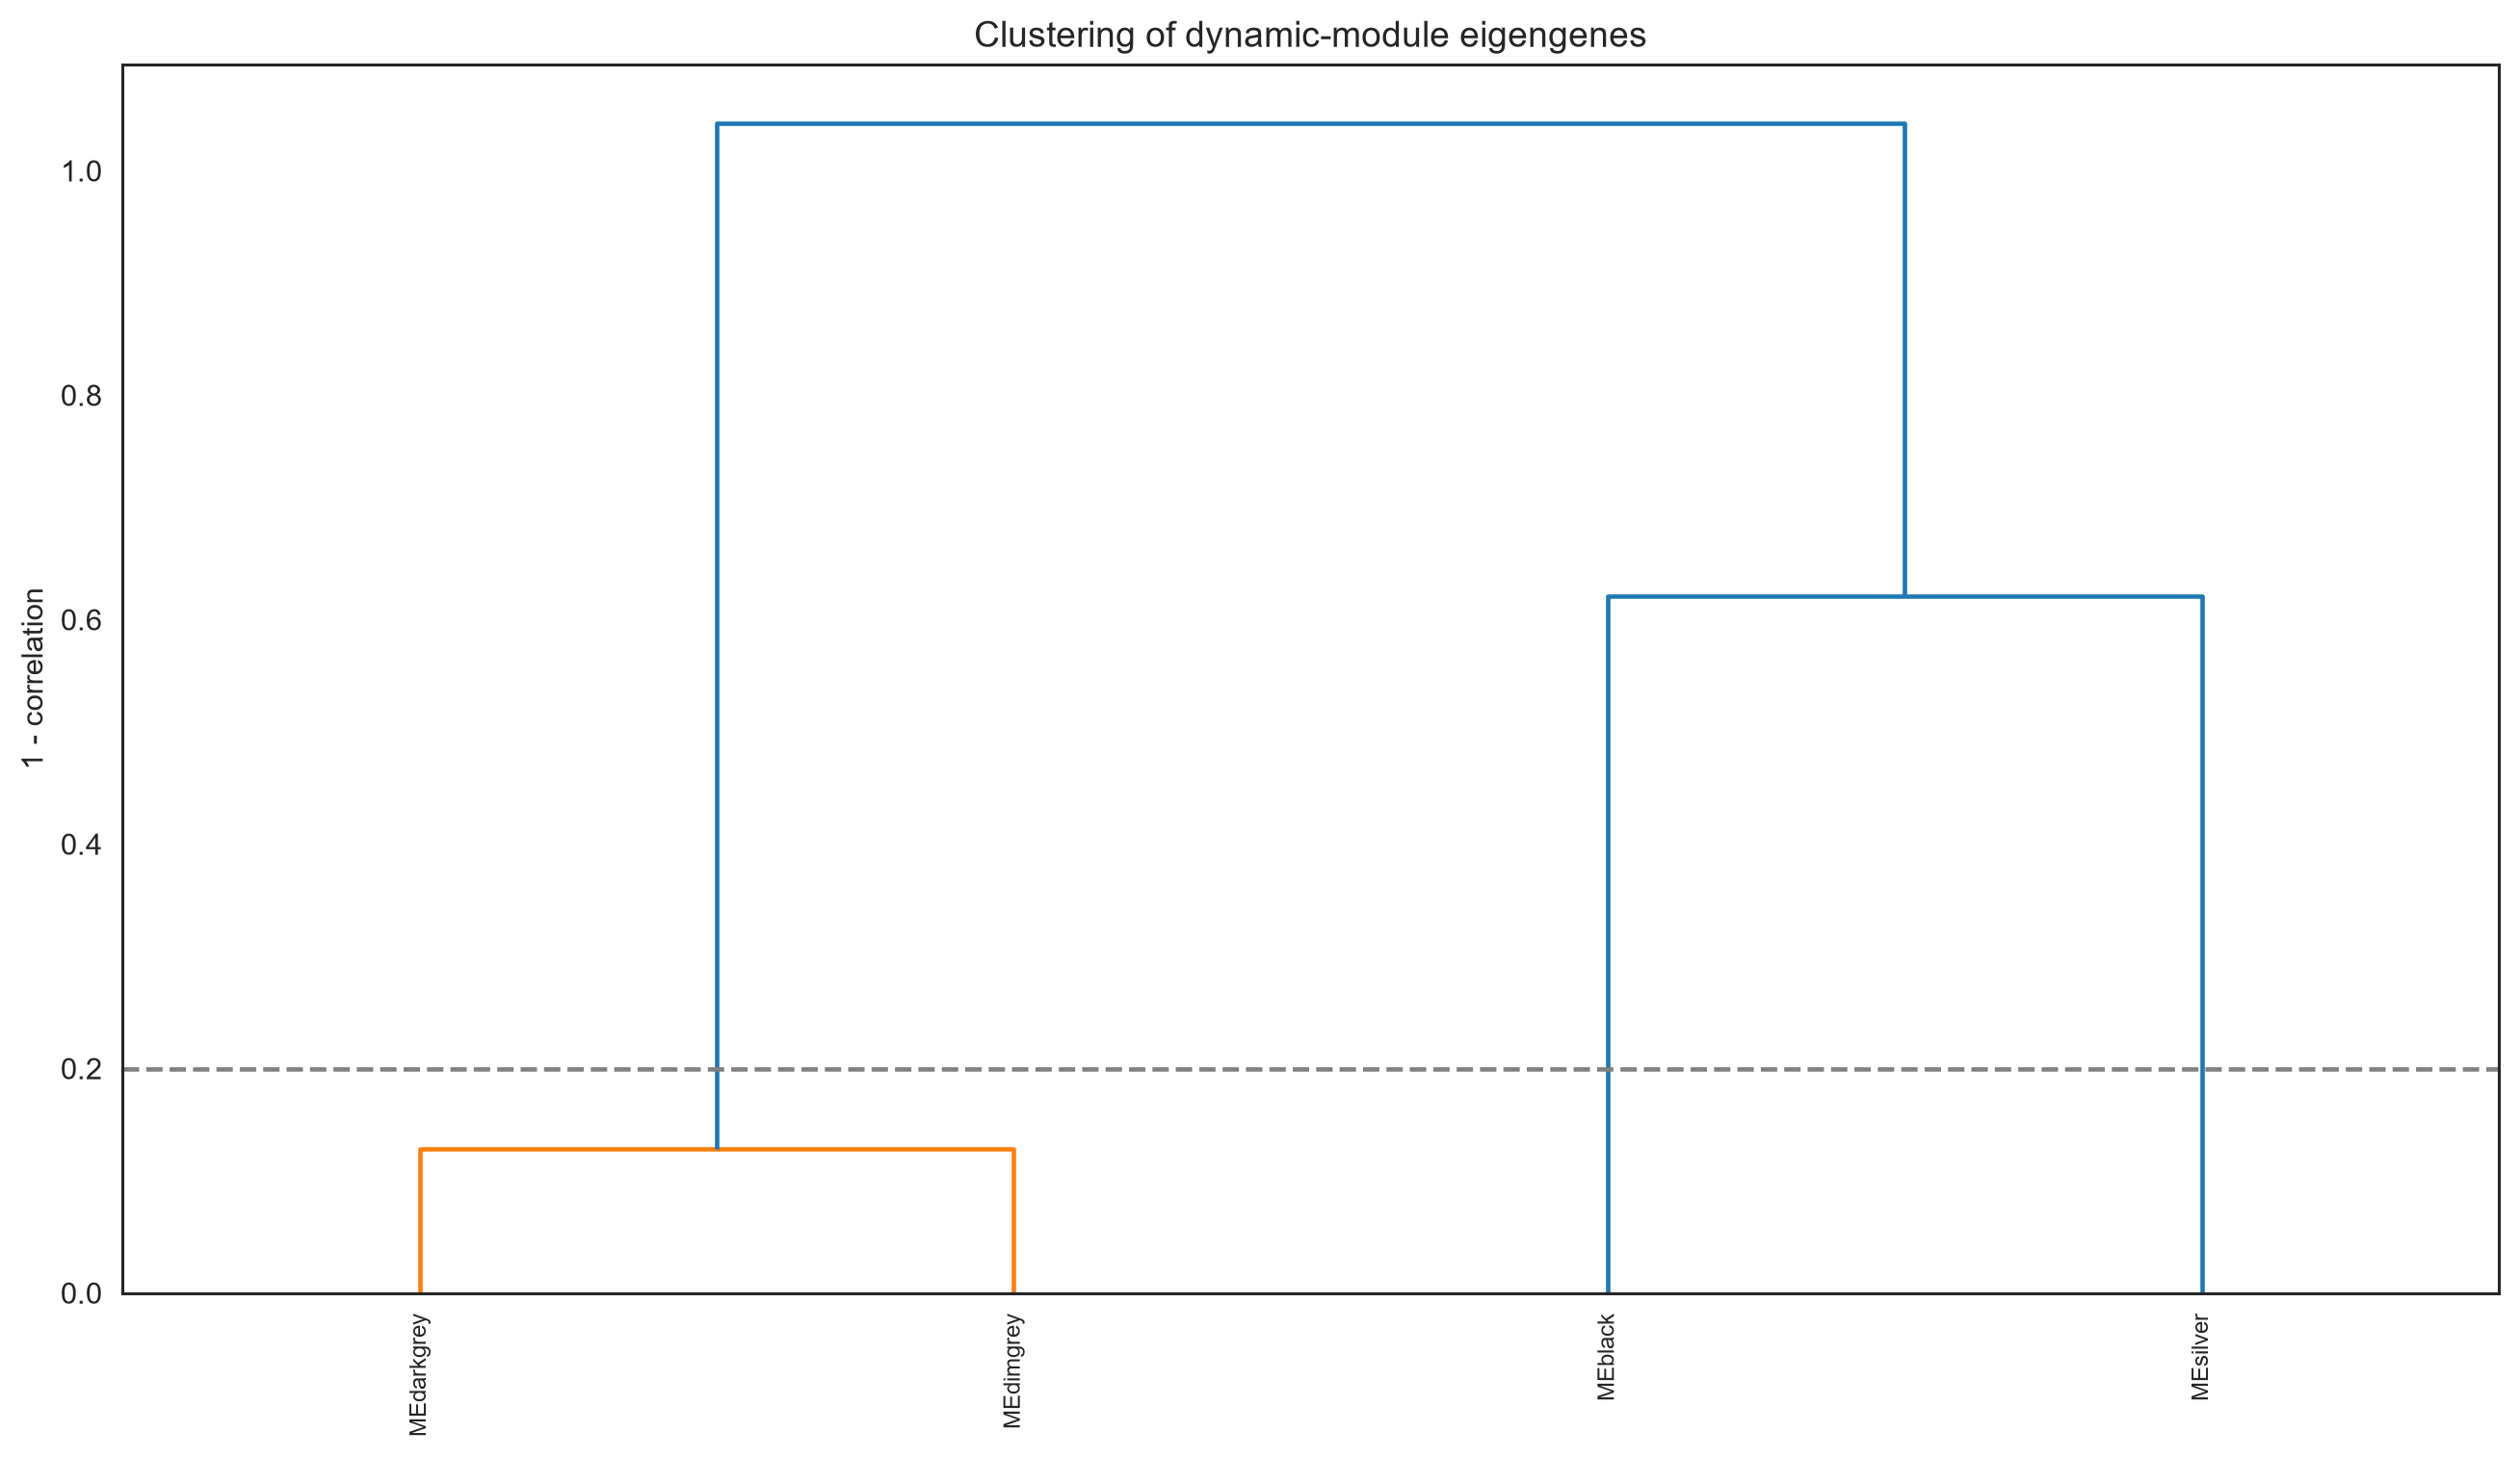 Clustering of dynamic-module eigengenes
1 - correlation
1.0
0.8
0.6
0.4
0.2
0.0
MEdarkgrey
MEdimgrey
MEblack
MEsilver